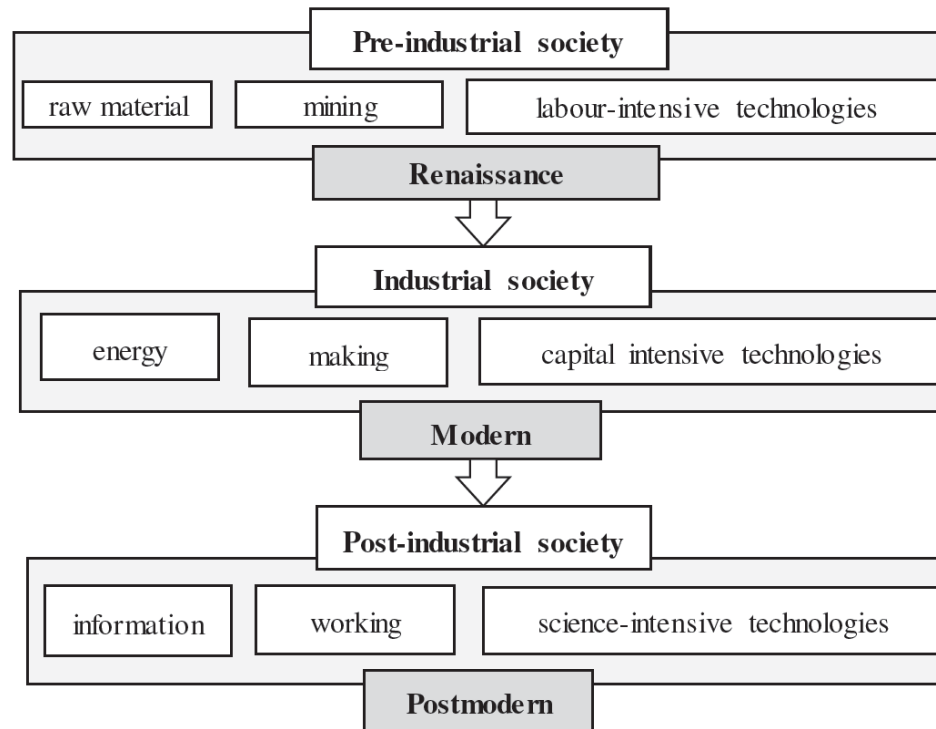 Pre-industrial society
raw material
mining
labour-intensive technologies
Renaissance
Industrial society
energy
making
capital intensive technologies
Modern
Post-industrial society
information
working
science-intensive technologies
Postmodern